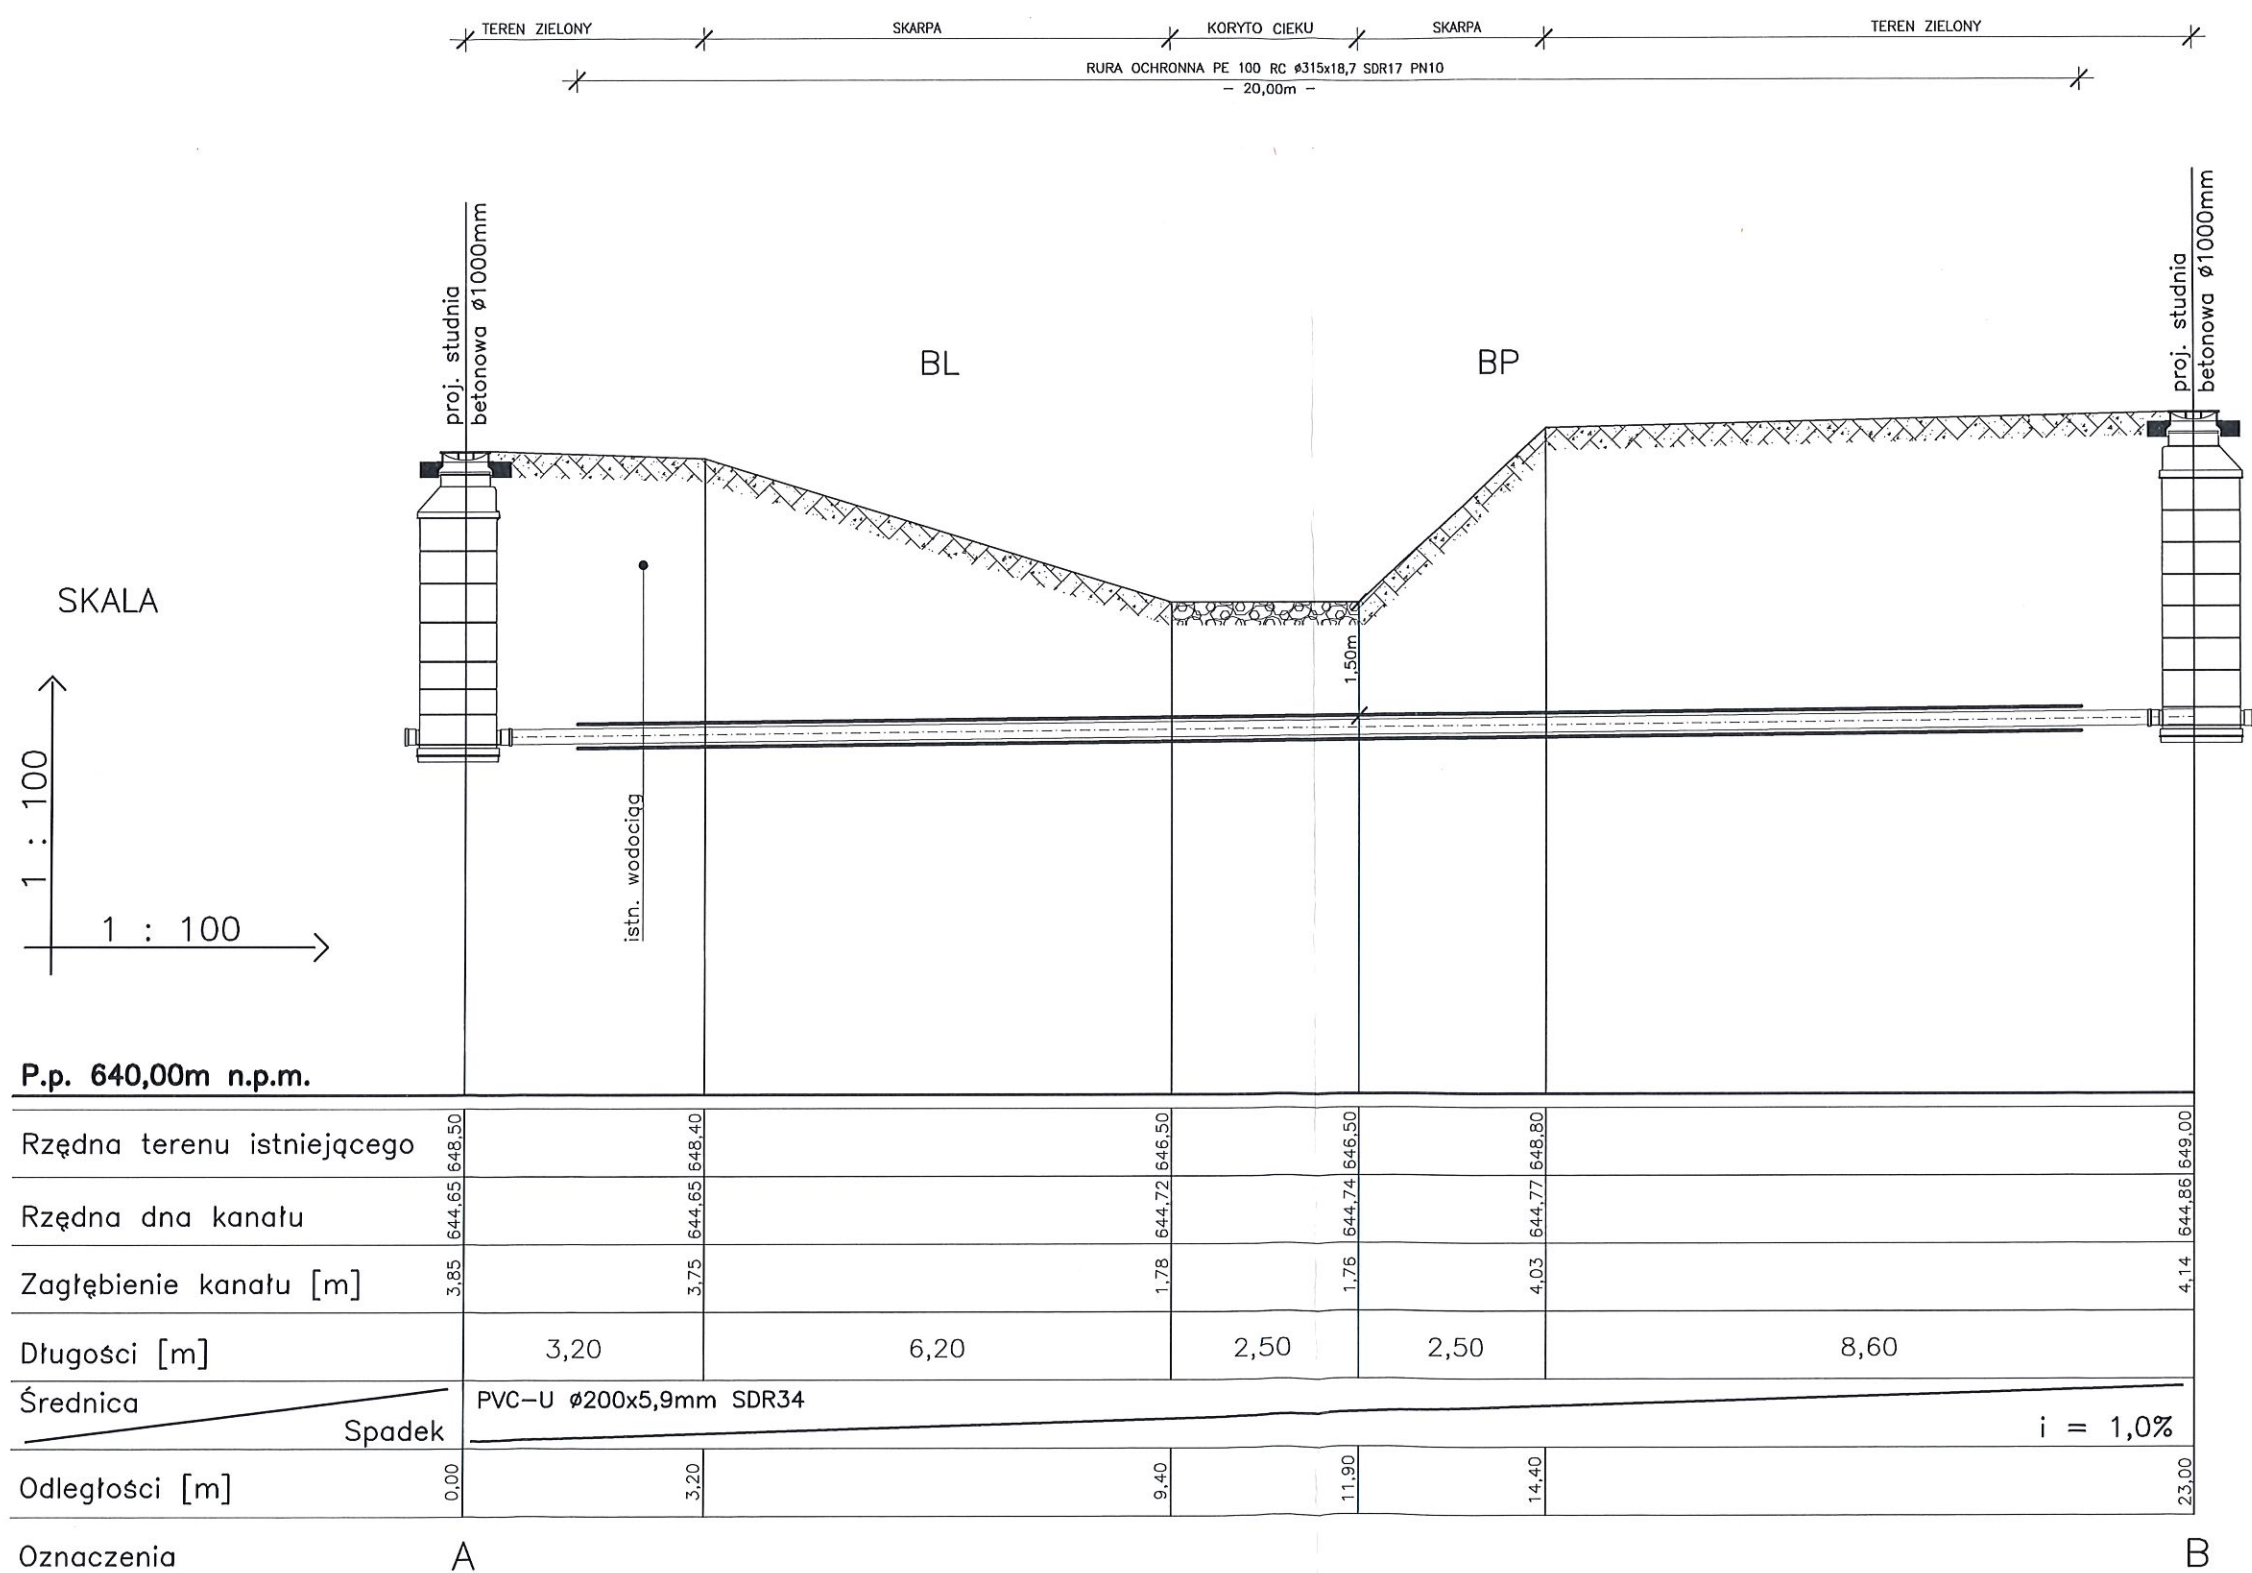 TEREN ZIELONY
SKARPA
KORYTO CIEKU
SKARPA
TEREN ZIELONY
RURA OCHRONNA PE 100 RC ø315x18,7 SDR17 PN10
– 20,00m –
proj. studnia
betonowa ø1000mm
proj. studnia
betonowa ø1000mm
BL
BP
SKALA
1 : 100
1 : 100
1,50m
istn. wodociąg
P.p. 640,00m n.p.m.
Rzędna terenu istniejącego 648,50 648,40 646,50 646,50 648,80 649,00
Rzędna dna kanału 644,65 644,65 644,72 644,74 644,77 644,86
Zagłębienie kanału [m] 3,85 3,75 1,78 1,76 4,03 4,14
Długości [m] 3,20 6,20 2,50 2,50 8,60
Średnica
Spadek
PVC–U ø200x5,9mm SDR34
i = 1,0%
Odległości [m] 0,00 3,20 9,40 11,90 14,40 23,00
Oznaczenia A B